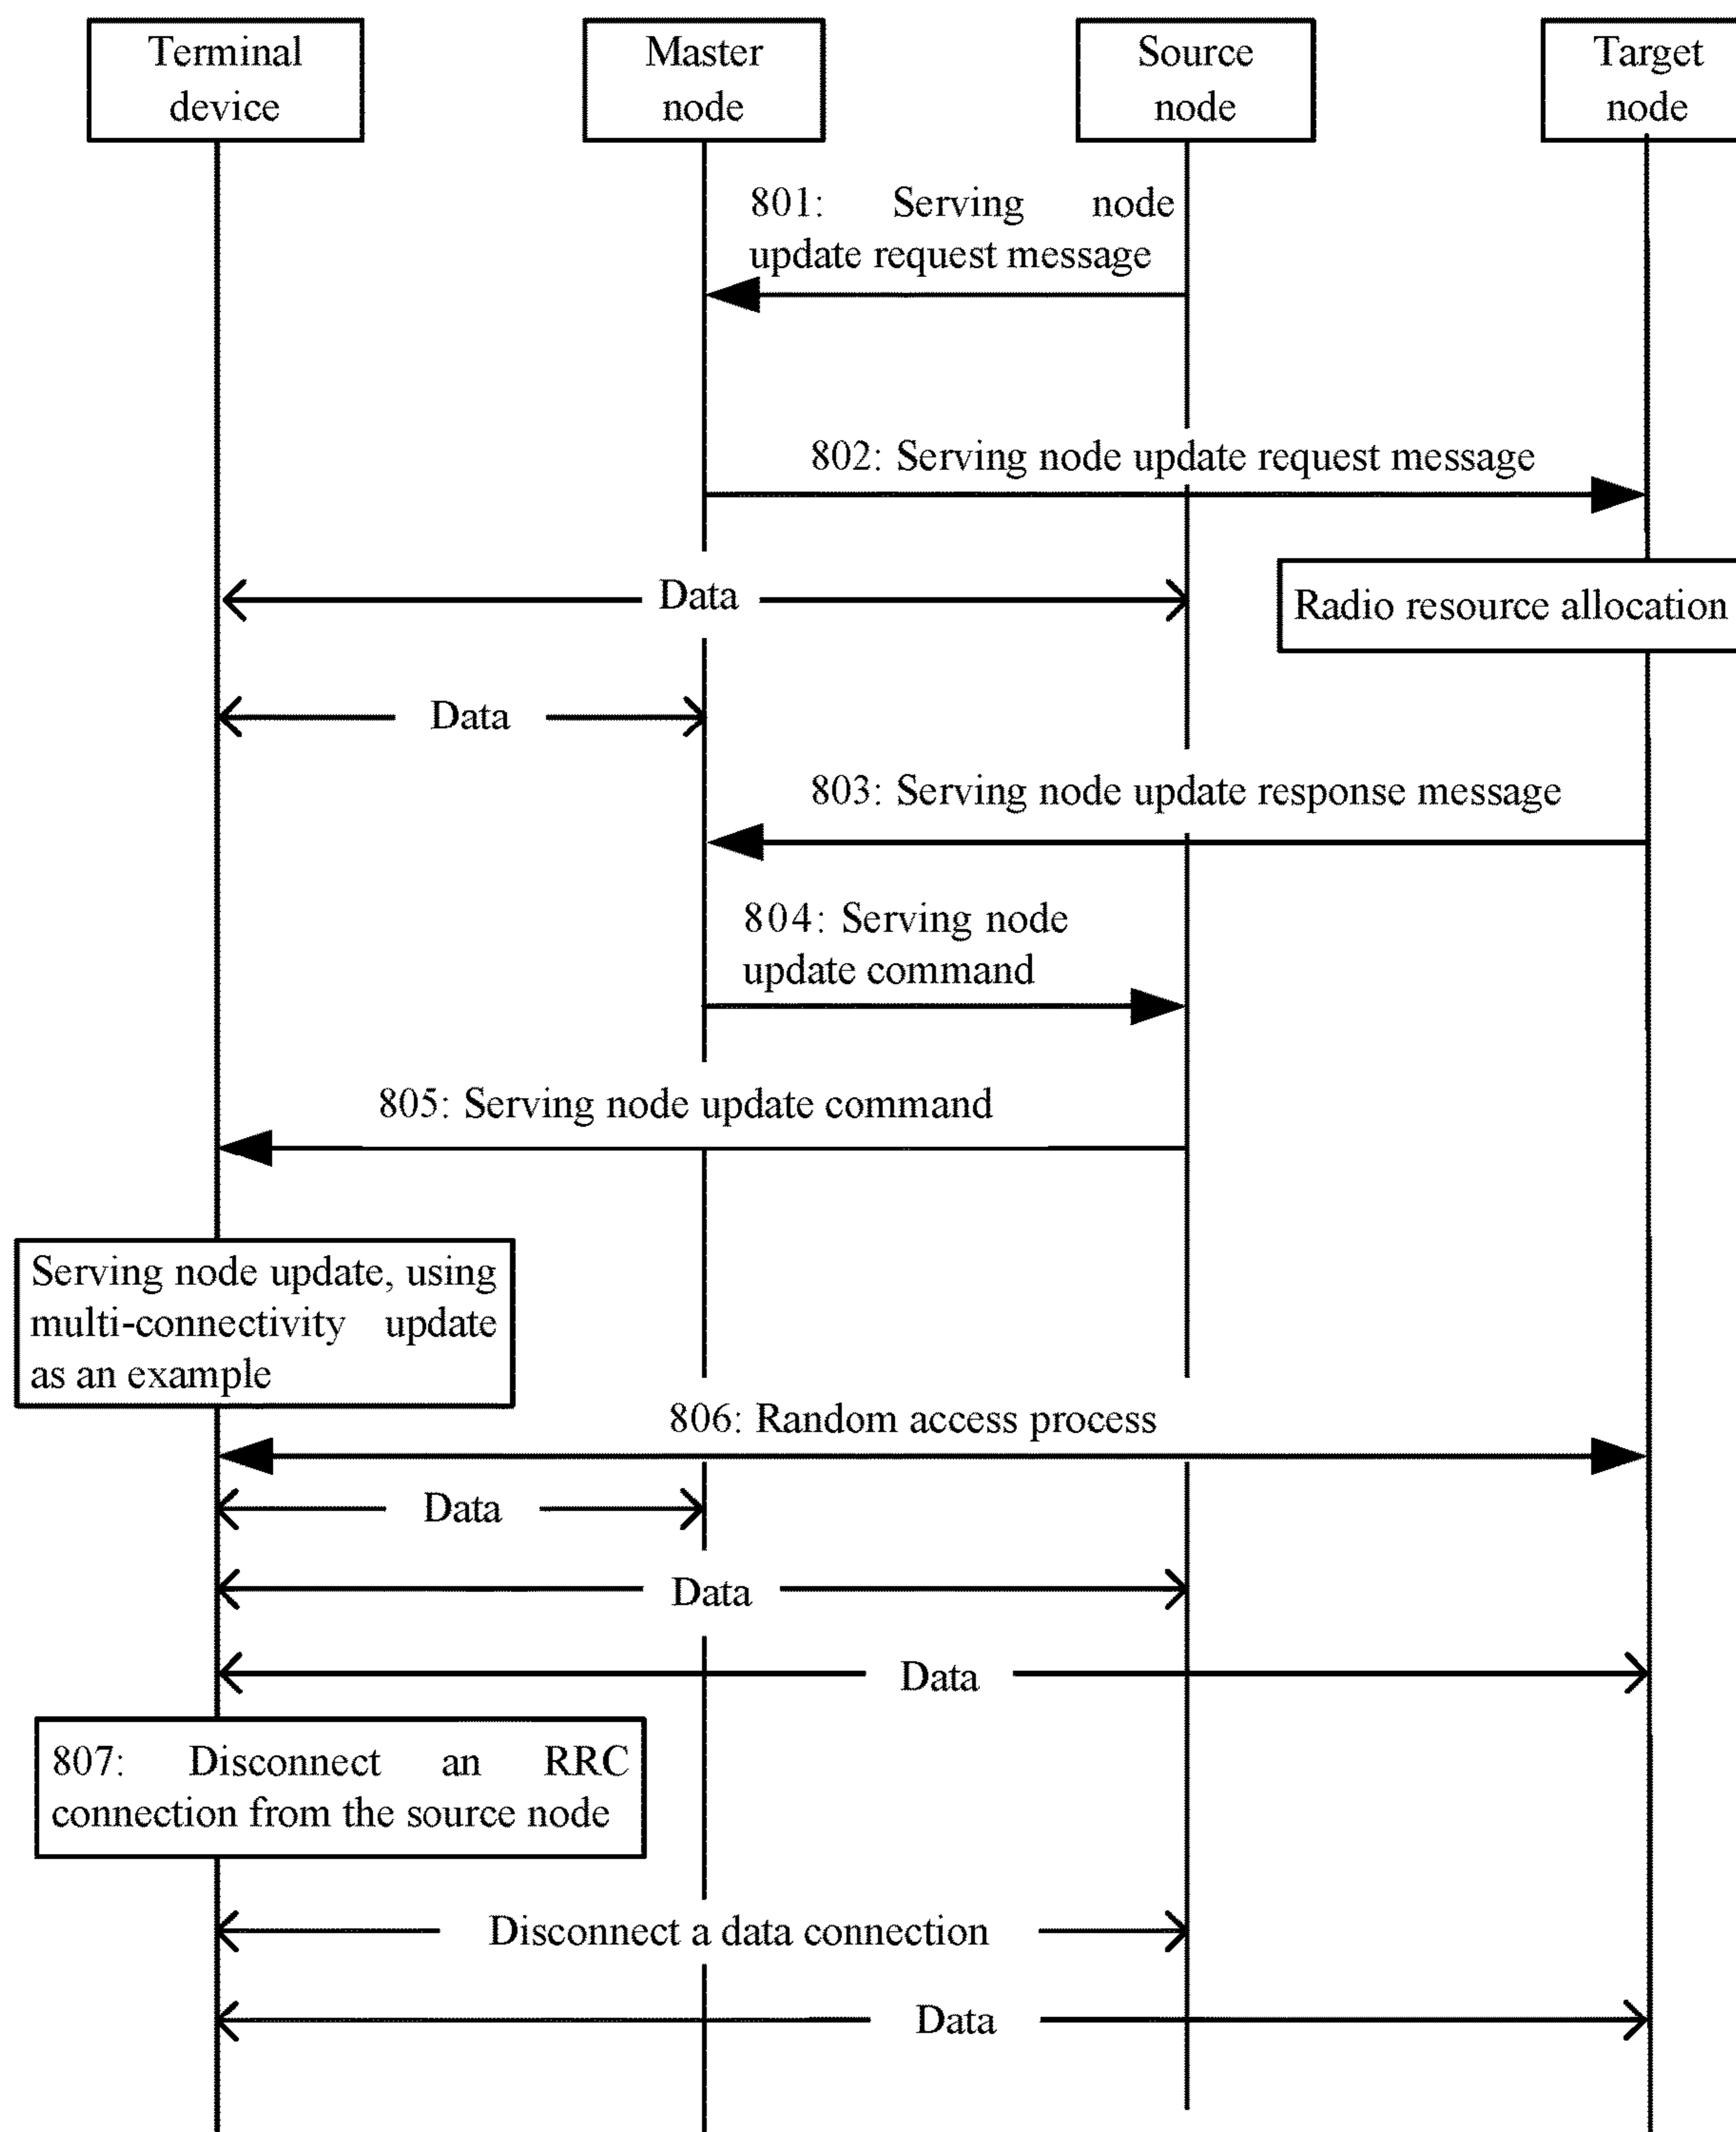 Terminal
device
Master
node
Source
node
Target
node
801: Serving node
update request message
802: Serving node update request message
Data
Radio resource allocation
Data
803: Serving node update response message
804: Serving node
update command
805: Serving node update command
Serving node update, using
multi-connectivity update
as an example
806: Random access process
Data
Data
Data
807: Disconnect an RRC
connection from the source node
Disconnect a data connection
Data